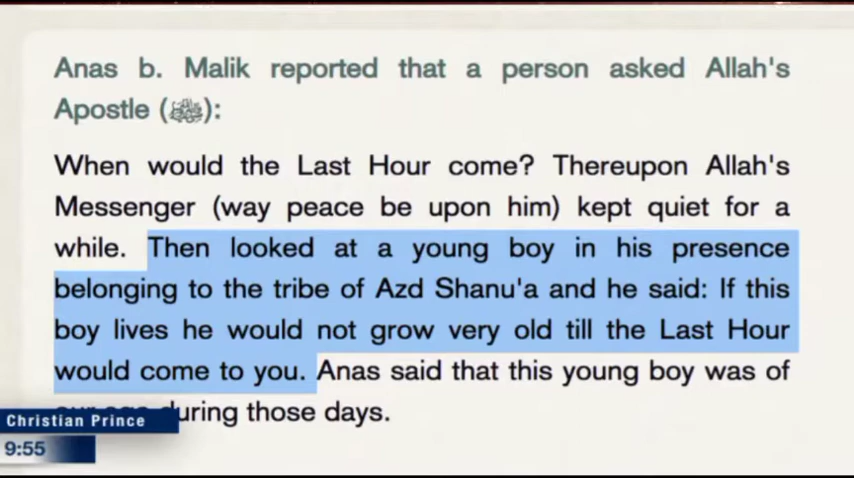 Anas b. Malik reported that a person asked Allah's
Apostle (ﷺ):
When would the Last Hour come? Thereupon Allah's
Messenger (way peace be upon him) kept quiet for a
while. Then looked at a young boy in his presence
belonging to the tribe of Azd Shanu'a and he said: If this
boy lives he would not grow very old till the Last Hour
would come to you. Anas said that this young boy was of
during those days.
Christian Prince
9:55